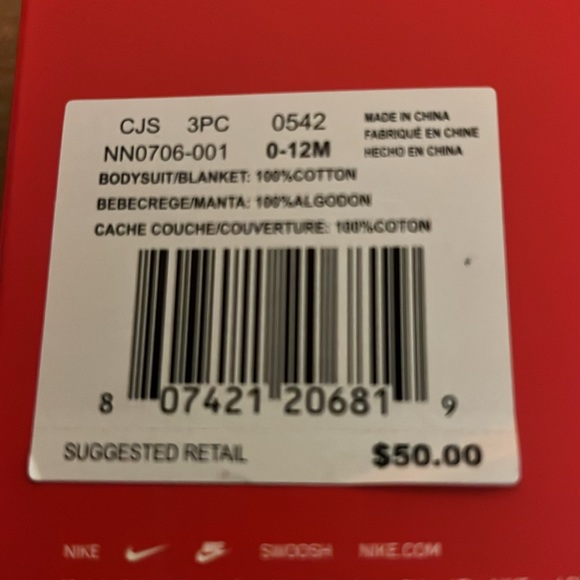 CJS 3PC 0542
NN0706-001 0-12M
MADE IN CHINA
FABRIQUÉ EN CHINE
HECHO EN CHINA
BODYSUIT/BLANKET: 100%COTTON
BEBECREGE/MANTA: 100%ALGODON
CACHE COUCHE/COUVERTURE: 100%COTON
8 07421 20681 9
SUGGESTED RETAIL $50.00
NIKE SWOOSH NIKE.COM